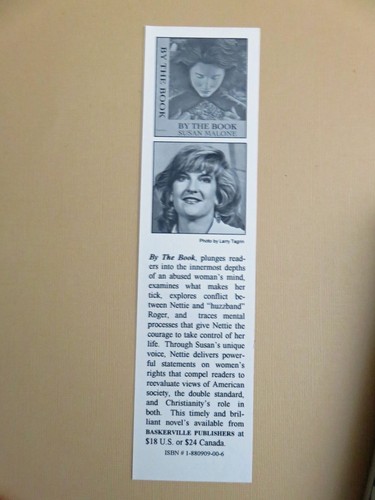 BY THE BOOK
BY THE BOOK
SUSAN MALONE
Photo by Larry Tagrin
By The Book, plunges read-
ers into the innermost depths
of an abused woman's mind,
examines what makes her
tick, explores conflict be-
tween Nettie and "huzzband"
Roger, and traces mental
processes that give Nettie the
courage to take control of her
life. Through Susan's unique
voice, Nettie delivers power-
ful statements on women's
rights that compel readers to
reevaluate views of American
society, the double standard,
and Christianity's role in
both. This timely and bril-
liant novel's available from
BASKERVILLE PUBLISHERS at
$18 U.S. or $24 Canada.
ISBN # 1-880909-00-6